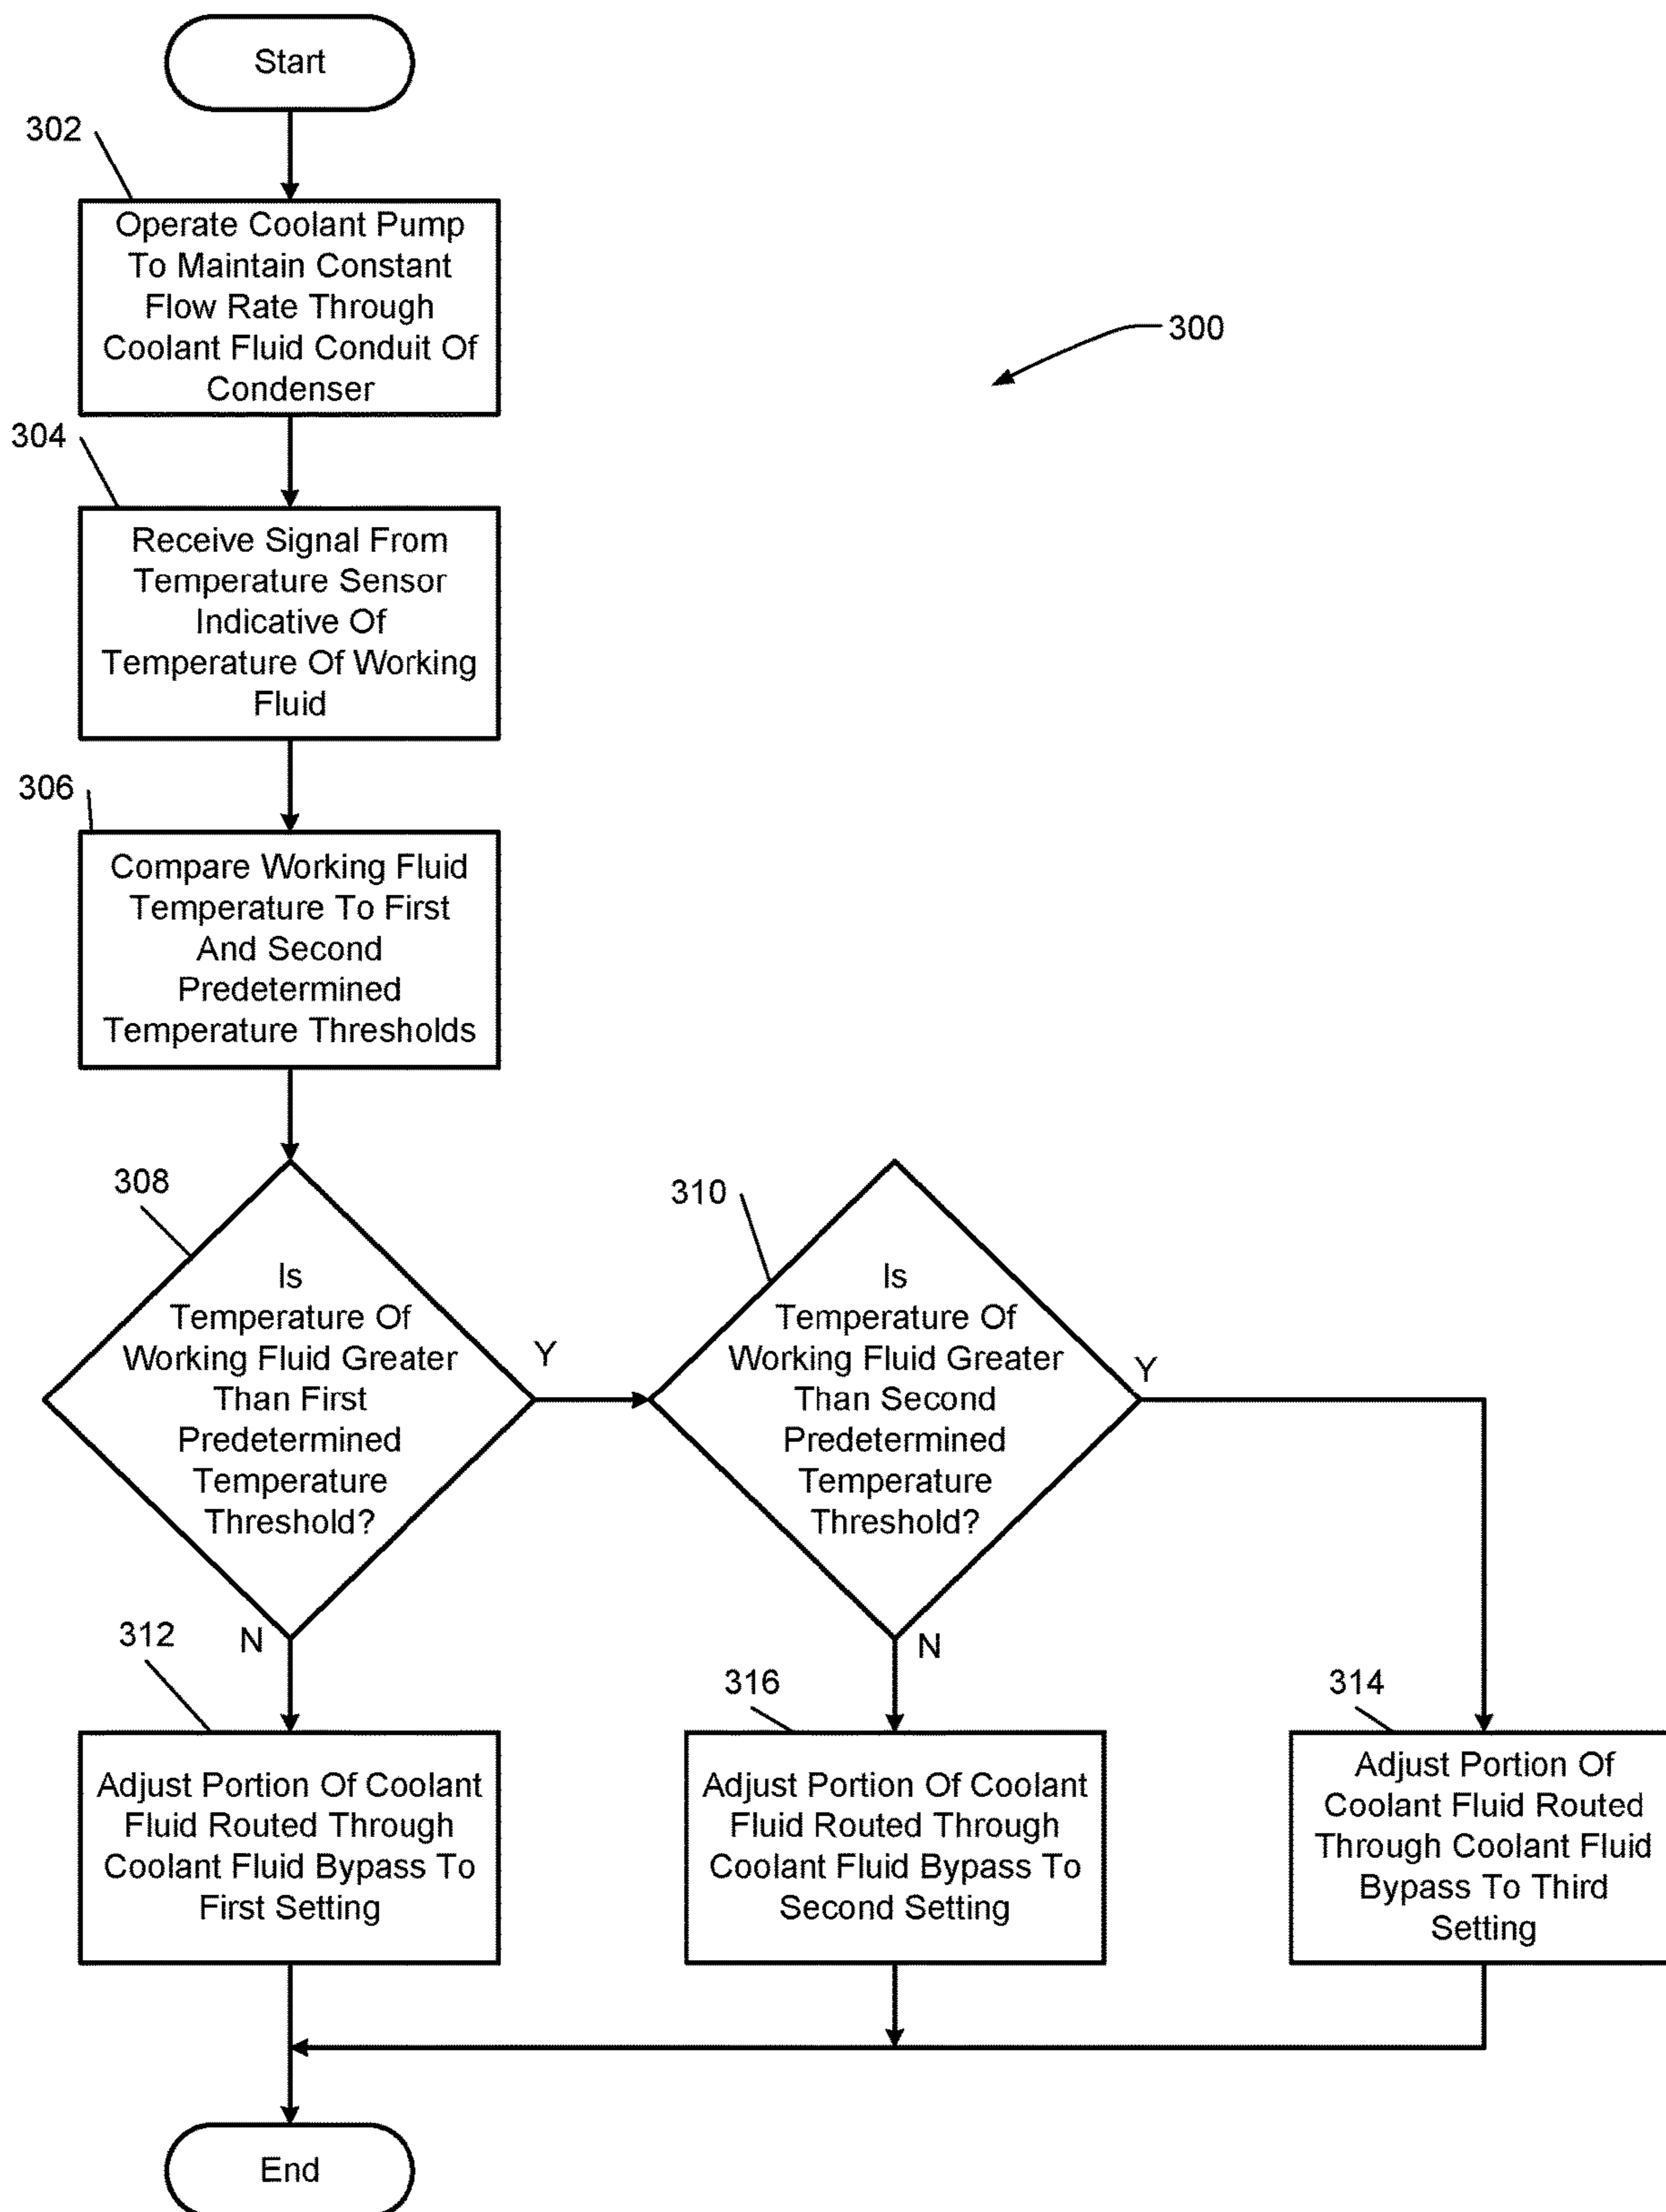 Start
302
Operate Coolant Pump
To Maintain Constant
Flow Rate Through
Coolant Fluid Conduit Of
Condenser
300
304
Receive Signal From
Temperature Sensor
Indicative Of
Temperature Of Working
Fluid
306
Compare Working Fluid
Temperature To First
And Second
Predetermined
Temperature Thresholds
308
Is
Temperature Of
Working Fluid Greater
Than First
Predetermined
Temperature
Threshold?
Y
N
310
Is
Temperature Of
Working Fluid Greater
Than Second
Predetermined
Temperature
Threshold?
Y
N
312
Adjust Portion Of Coolant
Fluid Routed Through
Coolant Fluid Bypass To
First Setting
316
Adjust Portion Of Coolant
Fluid Routed Through
Coolant Fluid Bypass To
Second Setting
314
Adjust Portion Of
Coolant Fluid Routed
Through Coolant Fluid
Bypass To Third
Setting
End